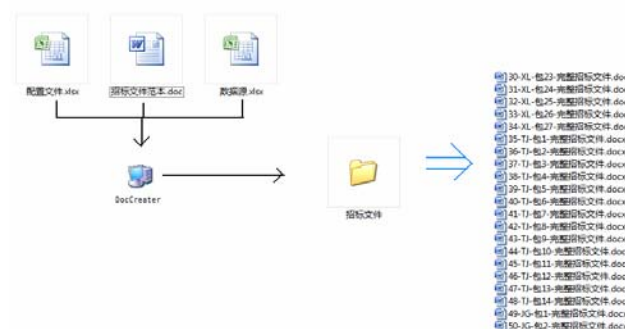 配置文件.xlsx
招标文件范本.doc
数据源.xlsx
DocCreater
招标文件
30-XL-包23-完整招标文件.doc
31-XL-包24-完整招标文件.doc
32-XL-包25-完整招标文件.doc
33-XL-包26-完整招标文件.doc
34-XL-包27-完整招标文件.doc
35-TJ-包1-完整招标文件.docx
36-TJ-包2-完整招标文件.docx
37-TJ-包3-完整招标文件.docx
38-TJ-包4-完整招标文件.docx
39-TJ-包5-完整招标文件.docx
40-TJ-包6-完整招标文件.docx
41-TJ-包7-完整招标文件.docx
42-TJ-包8-完整招标文件.docx
43-TJ-包9-完整招标文件.docx
44-TJ-包10-完整招标文件.doc
45-TJ-包11-完整招标文件.doc
46-TJ-包12-完整招标文件.doc
47-TJ-包13-完整招标文件.doc
48-TJ-包14-完整招标文件.doc
49-JG-包1-完整招标文件.docx
50-JG-包2-完整招标文件.docx